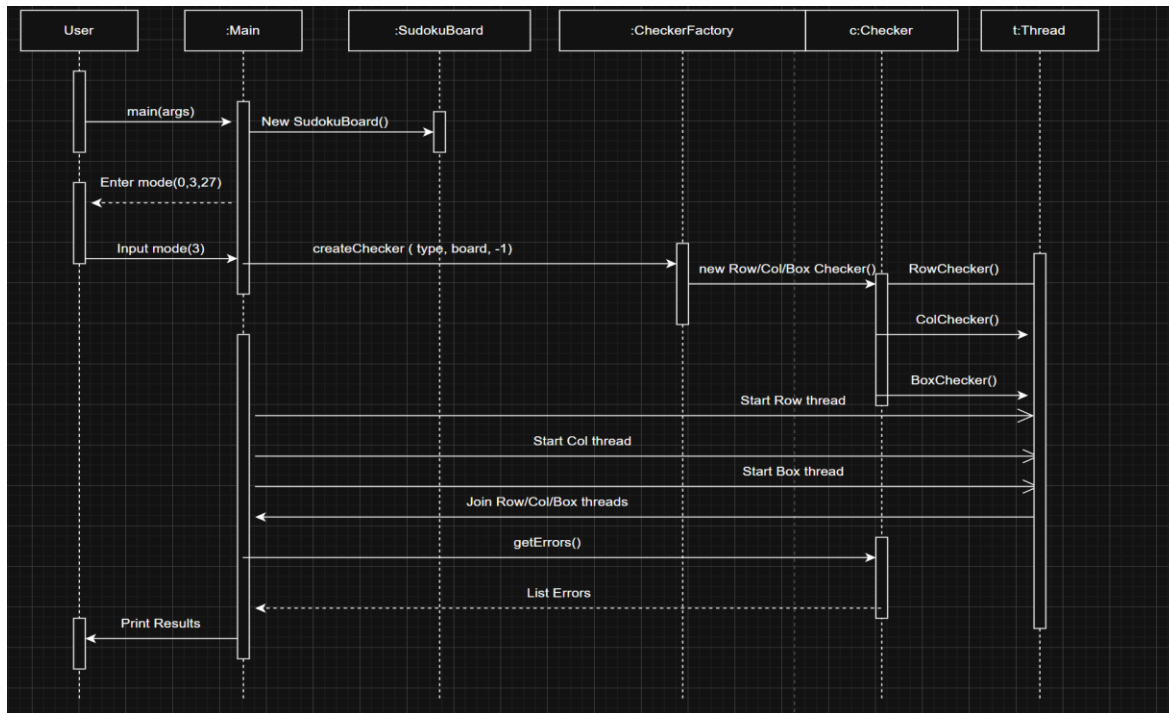 User
:Main
:SudokuBoard
:CheckerFactory
c:Checker
t:Thread
main(args)
New SudokuBoard()
Enter mode(0,3,27)
Input mode(3)
createChecker ( type, board, -1)
new Row/Col/Box Checker()
RowChecker()
ColChecker()
BoxChecker()
Start Row thread
Start Col thread
Start Box thread
Join Row/Col/Box threads
getErrors()
List Errors
Print Results